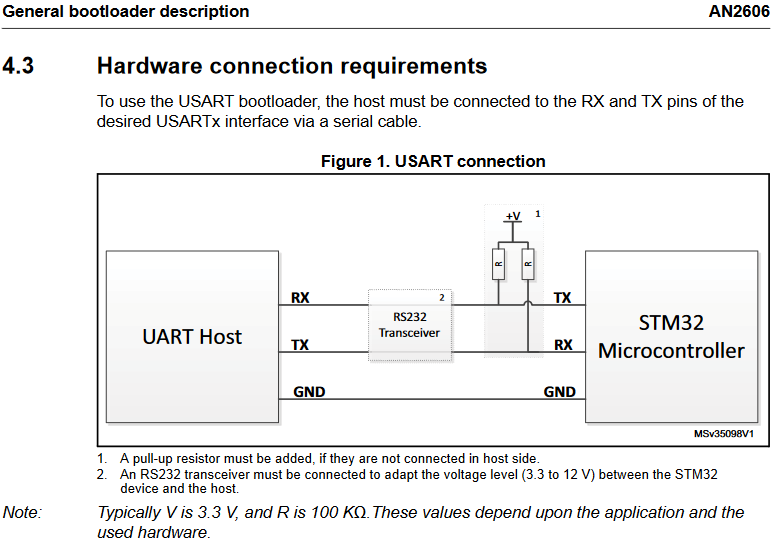 General bootloader description AN2606
4.3 Hardware connection requirements
To use the USART bootloader, the host must be connected to the RX and TX pins of the
desired USARTx interface via a serial cable.
Figure 1. USART connection
+V 1
R R
RX 2 TX
RS232
Transceiver
UART Host
STM32
Microcontroller
TX RX
GND GND
MSv35098V1
1. A pull-up resistor must be added, if they are not connected in host side.
2. An RS232 transceiver must be connected to adapt the voltage level (3.3 to 12 V) between the STM32
device and the host.
Note: Typically V is 3.3 V, and R is 100 KΩ.These values depend upon the application and the
used hardware.